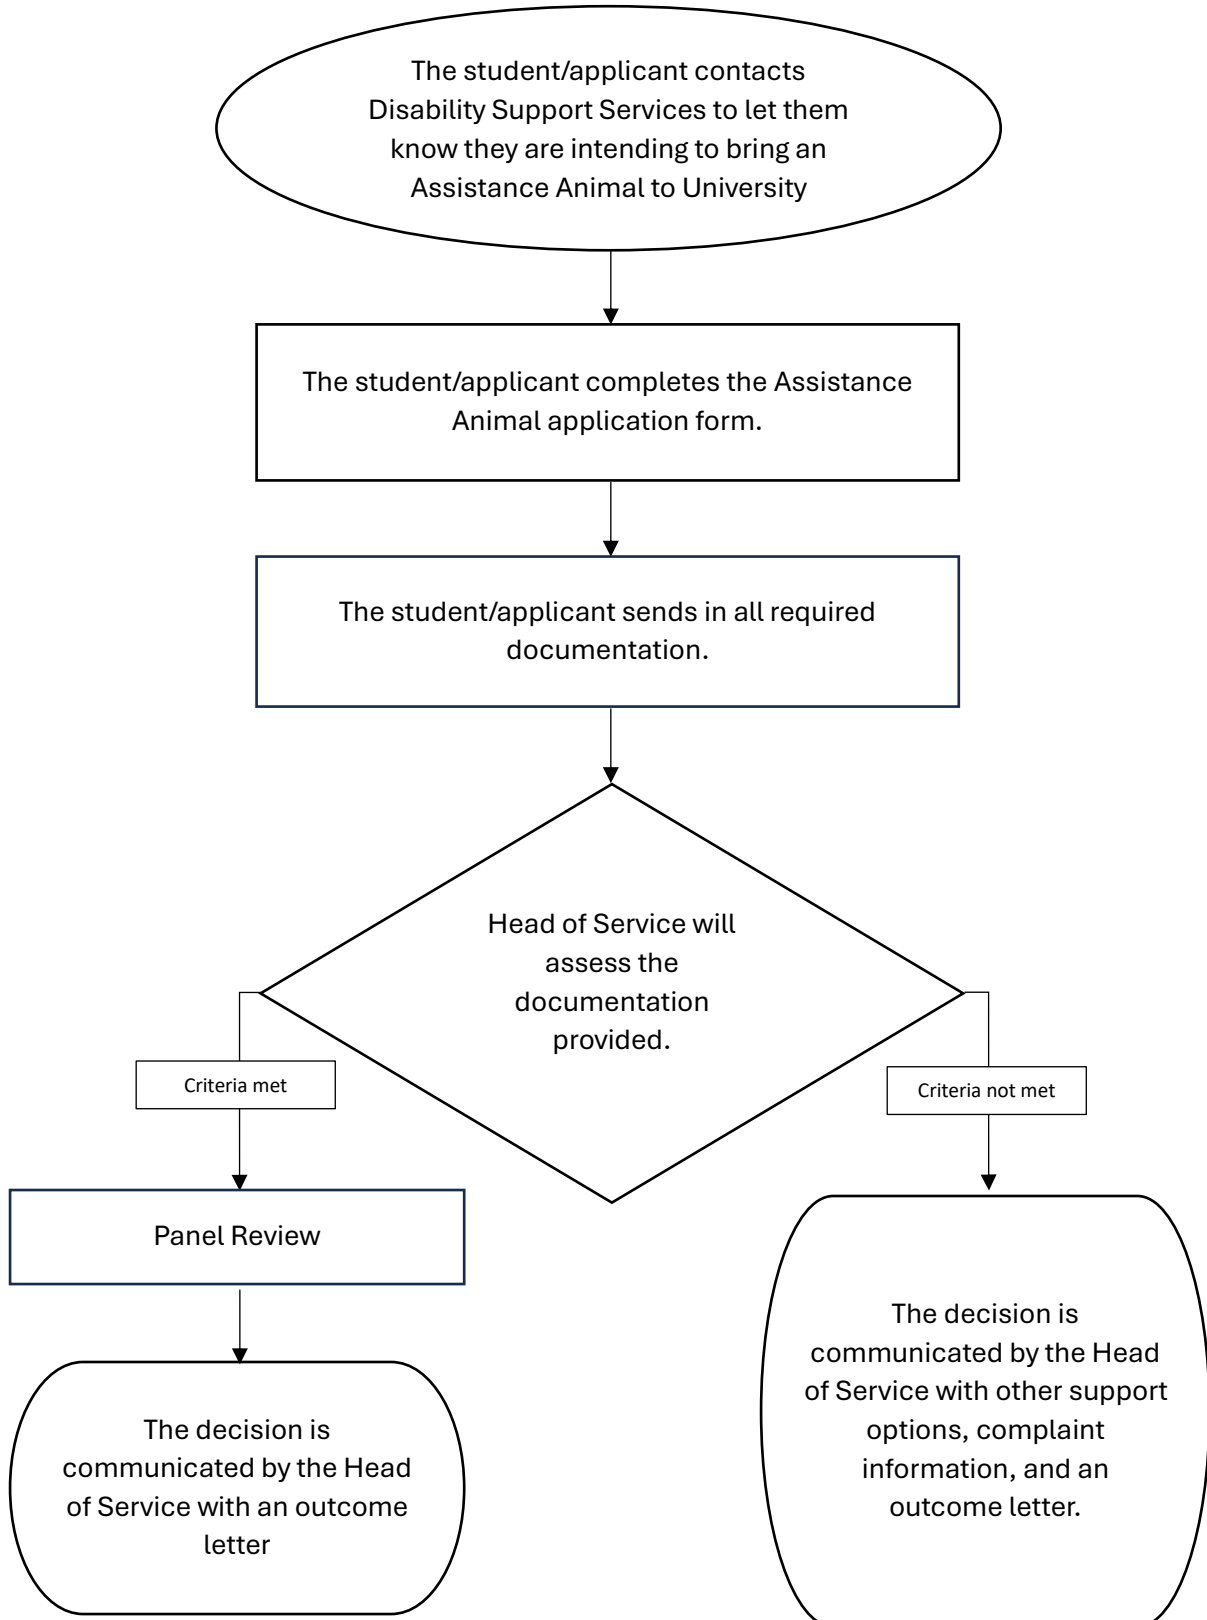 The student/applicant contacts
Disability Support Services to let them
know they are intending to bring an
Assistance Animal to University
The student/applicant completes the Assistance
Animal application form.
The student/applicant sends in all required
documentation.
Head of Service will
assess the
documentation
provided.
Criteria met
Criteria not met
Panel Review
The decision is
communicated by the Head
of Service with an outcome
letter
The decision is
communicated by the Head
of Service with other support
options, complaint
information, and an
outcome letter.